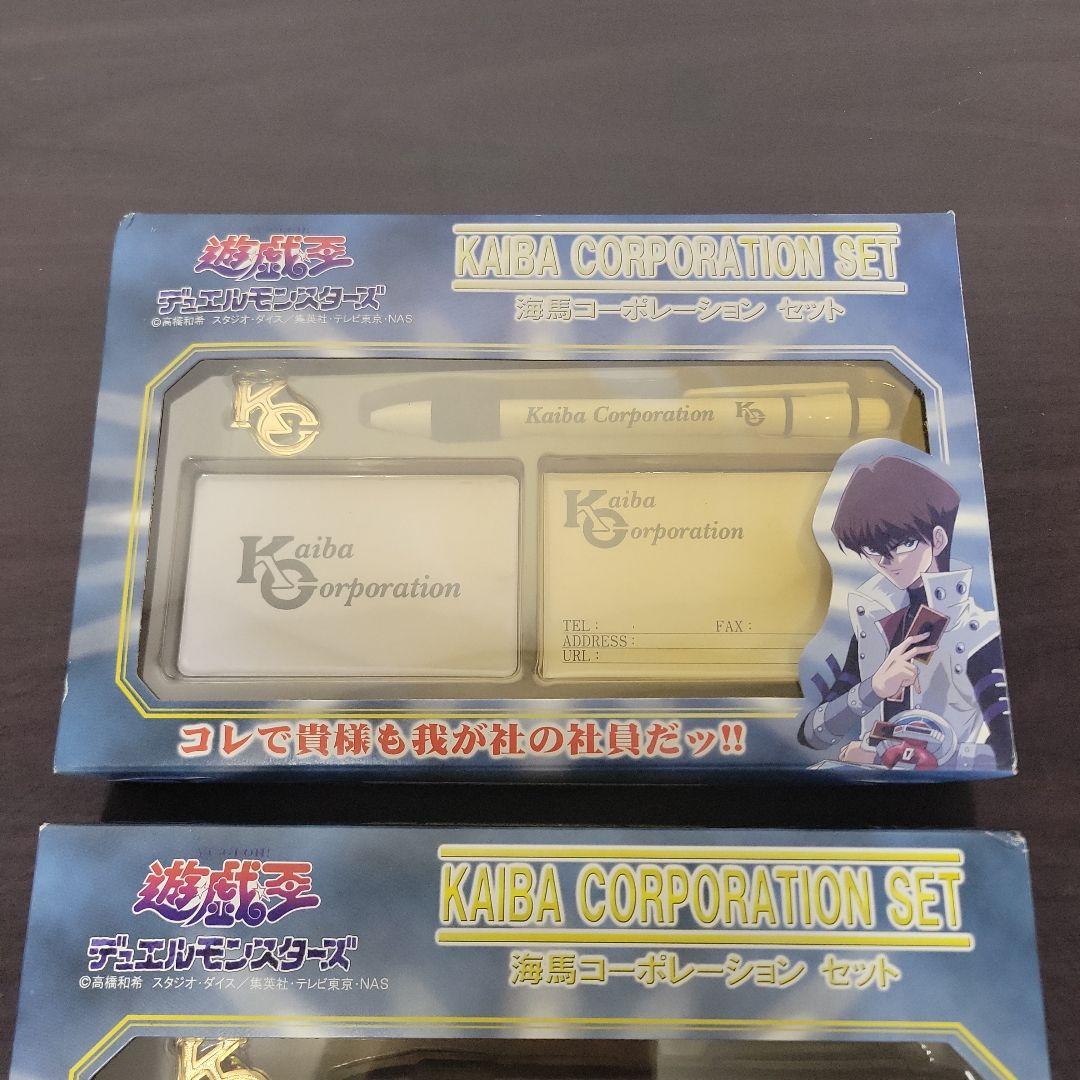 遊戯王
デュエルモンスターズ
©高橋和希 スタジオ・ダイス／集英社・テレビ東京・NAS
KAIBA CORPORATION SET
海馬コーポレーション セット
KC
Kaiba Corporation KC
Kaiba
Corporation
Kaiba
Corporation
TEL : FAX :
ADDRESS :
URL :
コレで貴様も我が社の社員だッ!!
YU-GI-OH!
遊戯王
デュエルモンスターズ
©高橋和希 スタジオ・ダイス／集英社・テレビ東京・NAS
KAIBA CORPORATION SET
海馬コーポレーション セット